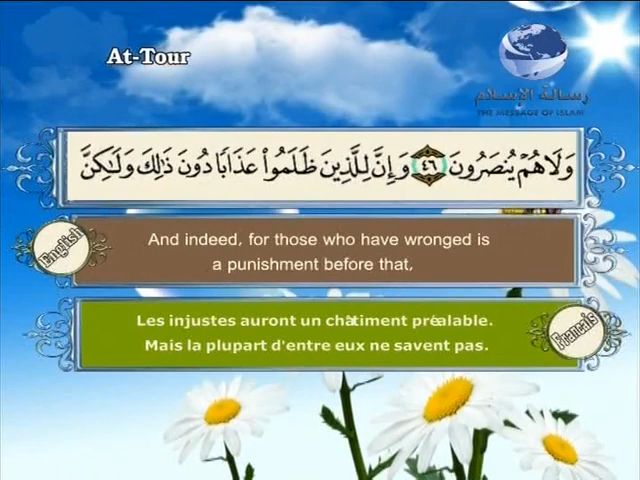 At-Tour
رسالة الإسلام
THE MESSAGE OF ISLAM
وَلَا هُمْ يُنصَرُونَ ٤٦ وَإِنَّ لِلَّذِينَ ظَلَمُوا۟ عَذَابًا دُونَ ذَٰلِكَ وَلَـٰكِنَّ
English
And indeed, for those who have wronged is
a punishment before that,
Les injustes auront un châtiment préalable.
Mais la plupart d'entre eux ne savent pas.
Francais